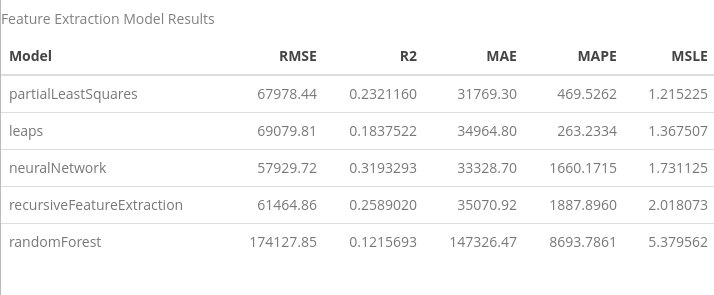 Feature Extraction Model Results
Model RMSE R2 MAE MAPE MSLE
partialLeastSquares 67978.44 0.2321160 31769.30 469.5262 1.215225
leaps 69079.81 0.1837522 34964.80 263.2334 1.367507
neuralNetwork 57929.72 0.3193293 33328.70 1660.1715 1.731125
recursiveFeatureExtraction 61464.86 0.2589020 35070.92 1887.8960 2.018073
randomForest 174127.85 0.1215693 147326.47 8693.7861 5.379562